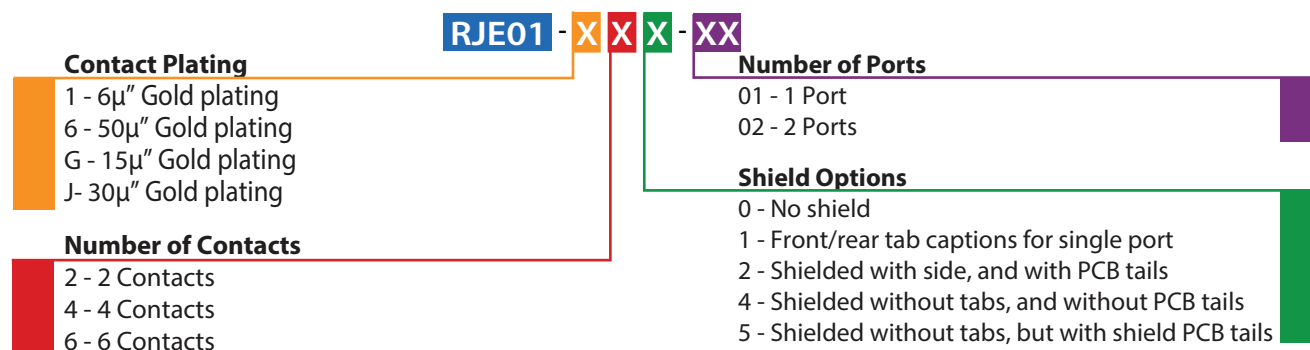 RJE01 - X X X - XX
Contact Plating
1 - 6µ” Gold plating
6 - 50µ” Gold plating
G - 15µ” Gold plating
J- 30µ” Gold plating
Number of Contacts
2 - 2 Contacts
4 - 4 Contacts
6 - 6 Contacts
Number of Ports
01 - 1 Port
02 - 2 Ports
Shield Options
0 - No shield
1 - Front/rear tab captions for single port
2 - Shielded with side, and with PCB tails
4 - Shielded without tabs, and without PCB tails
5 - Shielded without tabs, but with shield PCB tails